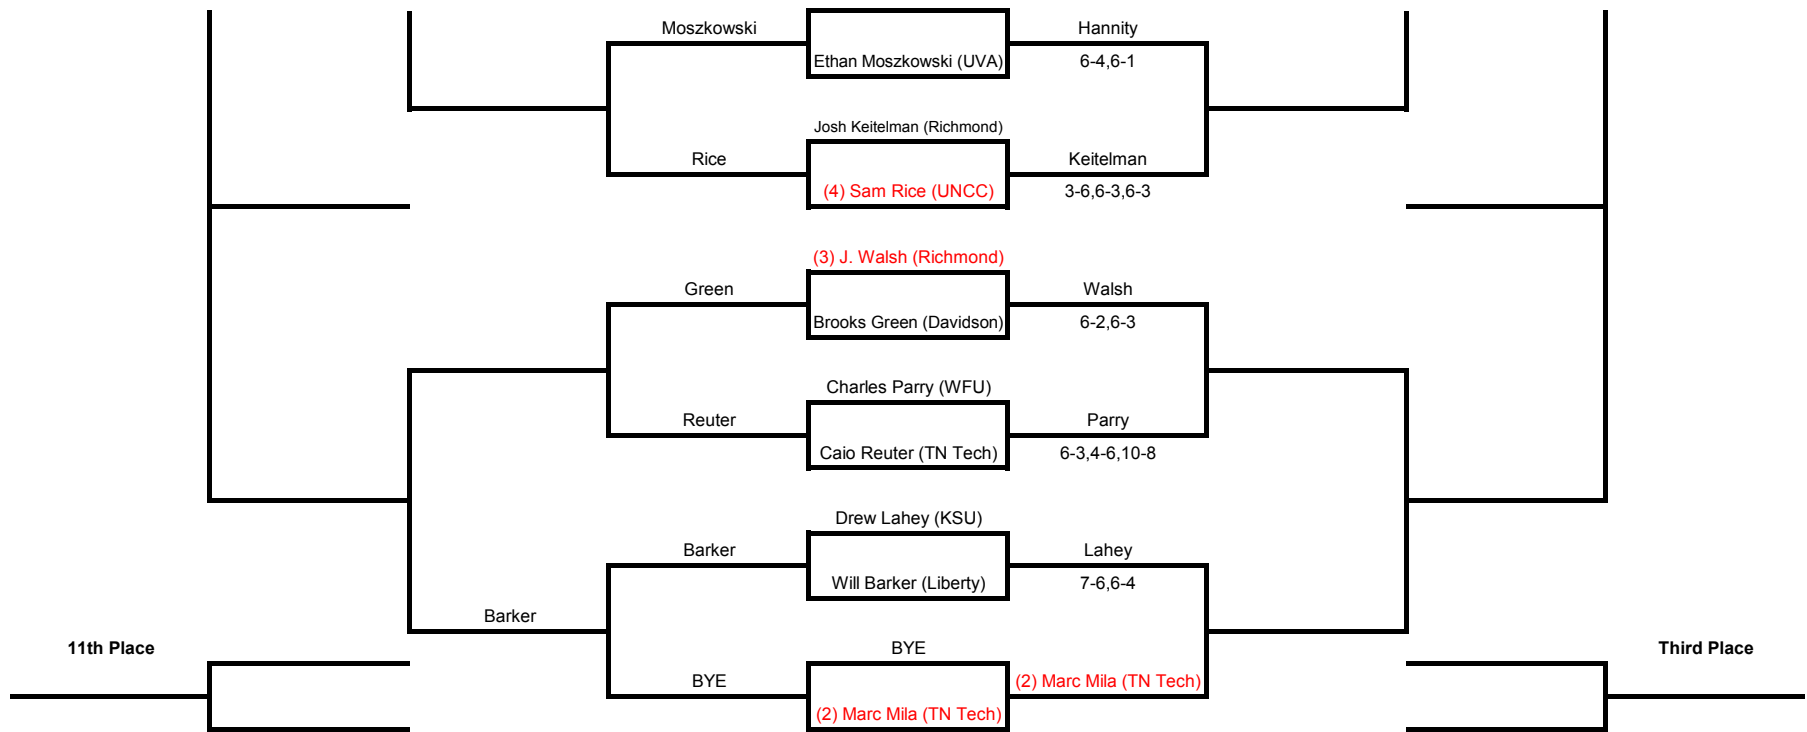 Moszkowski Hannity
Ethan Moszkowski (UVA) 6-4,6-1
Josh Keitelman (Richmond)
Rice Keitelman
(4) Sam Rice (UNCC) 3-6,6-3,6-3
(3) J. Walsh (Richmond)
Green Walsh
Brooks Green (Davidson) 6-2,6-3
Charles Parry (WFU)
Reuter Parry
Caio Reuter (TN Tech) 6-3,4-6,10-8
Drew Lahey (KSU)
Barker Lahey
Will Barker (Liberty) 7-6,6-4
Barker
11th Place BYE Third Place
BYE (2) Marc Mila (TN Tech)
(2) Marc Mila (TN Tech)